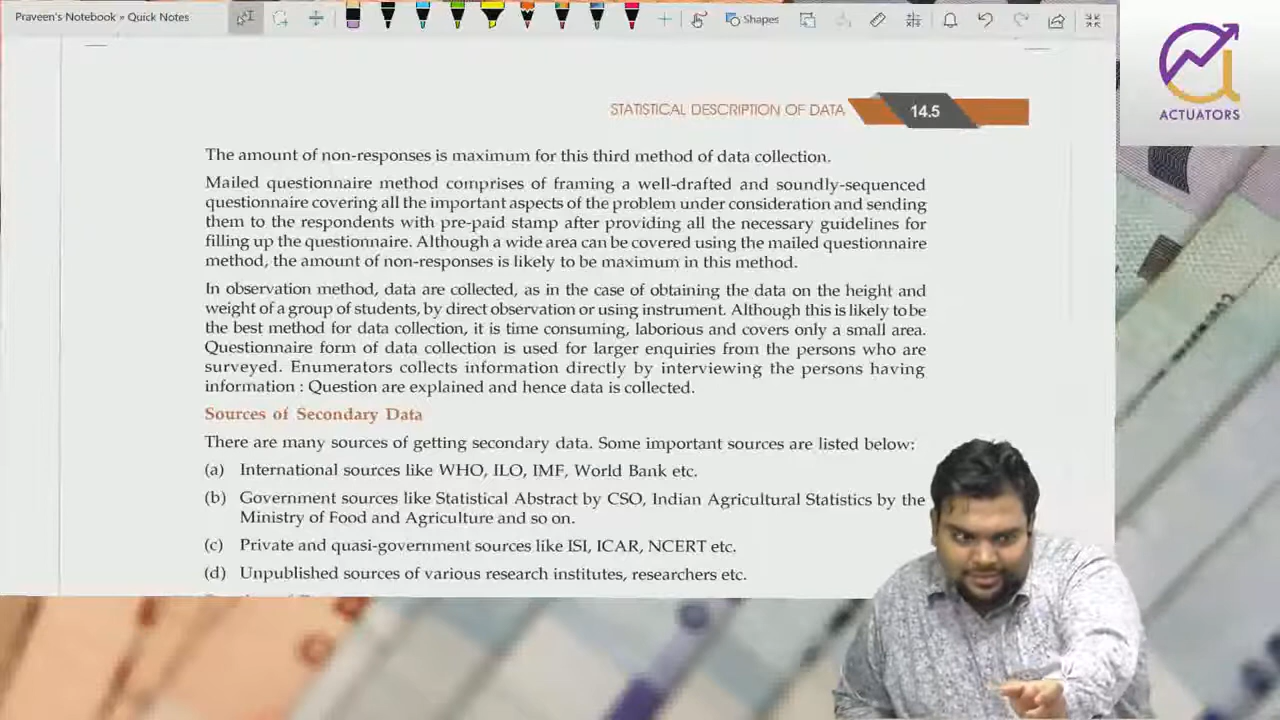 Praveen's Notebook » Quick Notes
Shapes
ACTUATORS
STATISTICAL DESCRIPTION OF DATA
14.5
The amount of non-responses is maximum for this third method of data collection.
Mailed questionnaire method comprises of framing a well-drafted and soundly-sequenced
questionnaire covering all the important aspects of the problem under consideration and sending
them to the respondents with pre-paid stamp after providing all the necessary guidelines for
filling up the questionnaire. Although a wide area can be covered using the mailed questionnaire
method, the amount of non-responses is likely to be maximum in this method.
In observation method, data are collected, as in the case of obtaining the data on the height and
weight of a group of students, by direct observation or using instrument. Although this is likely to be
the best method for data collection, it is time consuming, laborious and covers only a small area.
Questionnaire form of data collection is used for larger enquiries from the persons who are
surveyed. Enumerators collects information directly by interviewing the persons having
information : Question are explained and hence data is collected.
Sources of Secondary Data
There are many sources of getting secondary data. Some important sources are listed below:
(a) International sources like WHO, ILO, IMF, World Bank etc.
(b) Government sources like Statistical Abstract by CSO, Indian Agricultural Statistics by the
Ministry of Food and Agriculture and so on.
(c) Private and quasi-government sources like ISI, ICAR, NCERT etc.
(d) Unpublished sources of various research institutes, researchers etc.